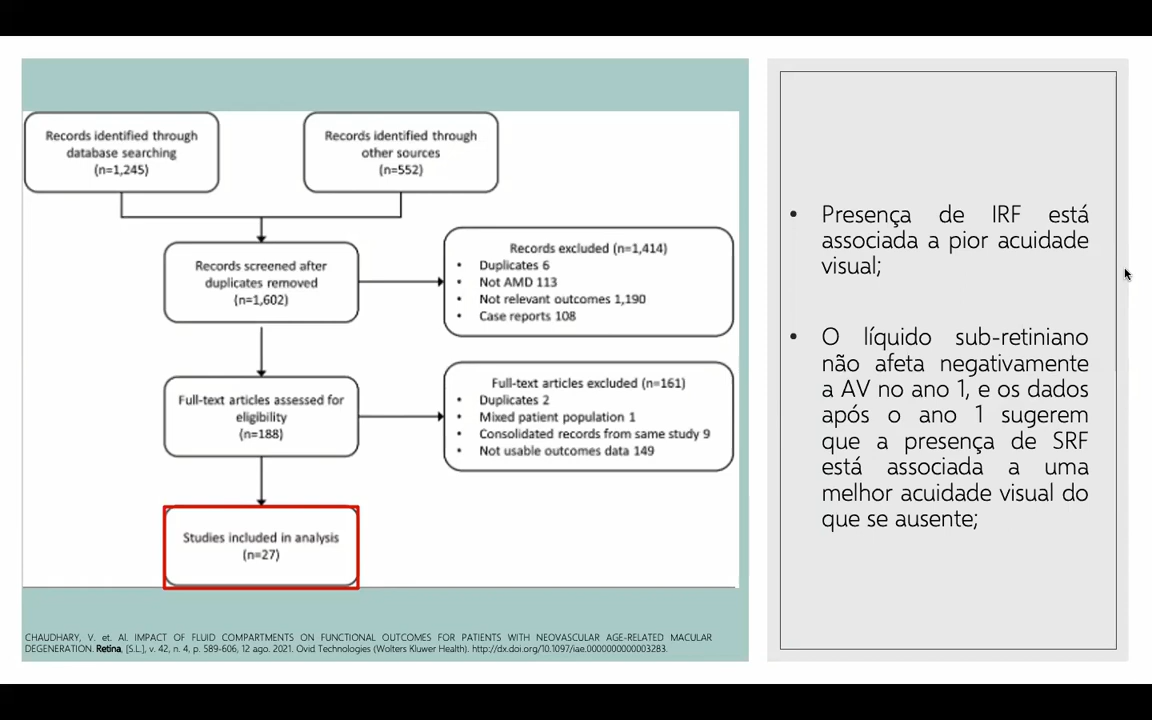 Records identified through
database searching
(n=1,245)
Records identified through
other sources
(n=552)
Records screened after
duplicates removed
(n=1,602)
Records excluded (n=1,414)
• Duplicates 6
• Not AMD 113
• Not relevant outcomes 1,190
• Case reports 108
Full-text articles assessed for
eligibility
(n=188)
Full-text articles excluded (n=161)
• Duplicates 2
• Mixed patient population 1
• Consolidated records from same study 9
• Not usable outcomes data 149
Studies included in analysis
(n=27)
CHAUDHARY, V. et. Al. IMPACT OF FLUID COMPARTMENTS ON FUNCTIONAL OUTCOMES FOR PATIENTS WITH NEOVASCULAR AGE-RELATED MACULAR
DEGENERATION. Retina, [S.L.], v. 42, n. 4, p. 589-606, 12 ago. 2021. Ovid Technologies (Wolters Kluwer Health). http://dx.doi.org/10.1097/iae.0000000000003283.
• Presença de IRF está
associada a pior acuidade
visual;
• O líquido sub-retiniano
não afeta negativamente
a AV no ano 1, e os dados
após o ano 1 sugerem
que a presença de SRF
está associada a uma
melhor acuidade visual do
que se ausente;